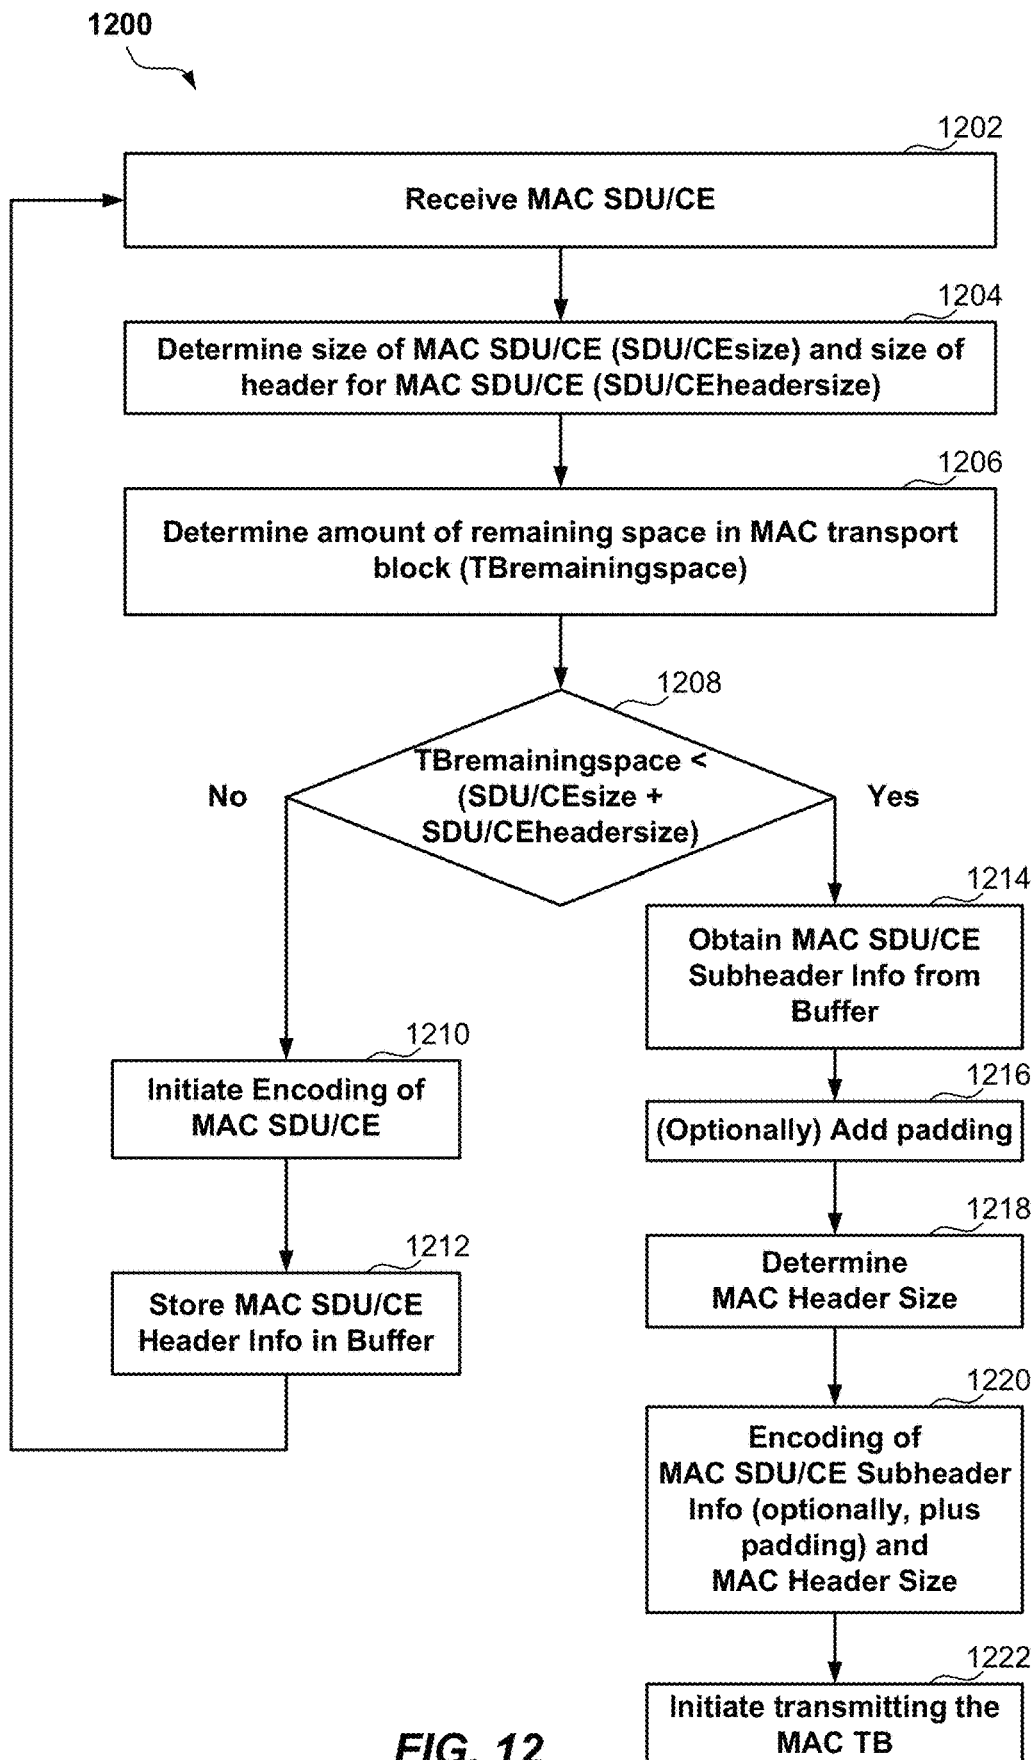 1200
1202
Receive MAC SDU/CE
1204
Determine size of MAC SDU/CE (SDU/CEsize) and size of
header for MAC SDU/CE (SDU/CEheadersize)
1206
Determine amount of remaining space in MAC transport
block (TBremainingspace)
1208
TBremainingspace <
(SDU/CEsize +
SDU/CEheadersize)
No
Yes
1210
Initiate Encoding of
MAC SDU/CE
1212
Store MAC SDU/CE
Header Info in Buffer
1214
Obtain MAC SDU/CE
Subheader Info from
Buffer
1216
(Optionally) Add padding
1218
Determine
MAC Header Size
1220
Encoding of
MAC SDU/CE Subheader
Info (optionally, plus
padding) and
MAC Header Size
1222
Initiate transmitting the
MAC TB
FIG. 12